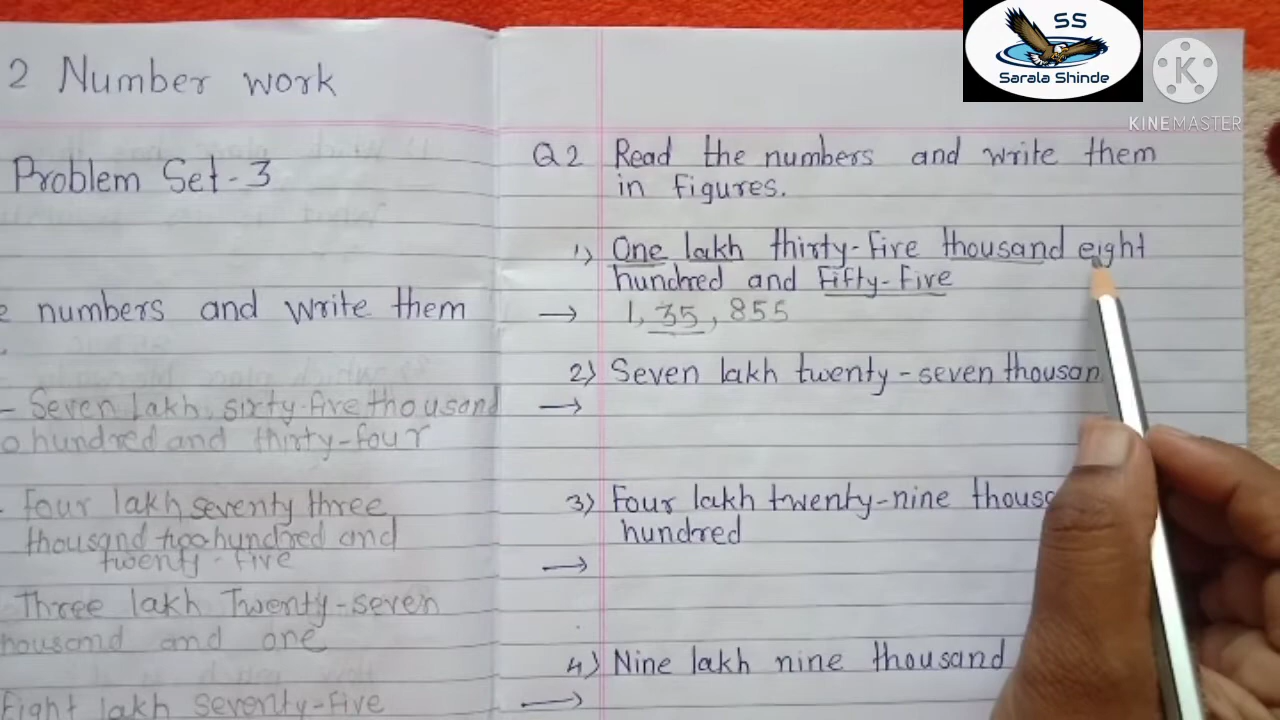 SS
Sarala Shinde
KINEMASTER
2 Number work
Problem Set-3
numbers and write them
- Seven lakh, sixty-five thousand
hundred and thirty-four
- Four lakh seventy three
thousand two hundred and
twenty-five
Three lakh Twenty-seven
and one
Eight lakh seventy-five
Q2 Read the numbers and write them
in figures.
1) One lakh thirty-five thousand eight
hundred and fifty-five
→ 1, 35, 855
2) Seven lakh twenty-seven thousan
→
3) Four lakh twenty-nine
hundred
→
4) Nine lakh nine thousand
→